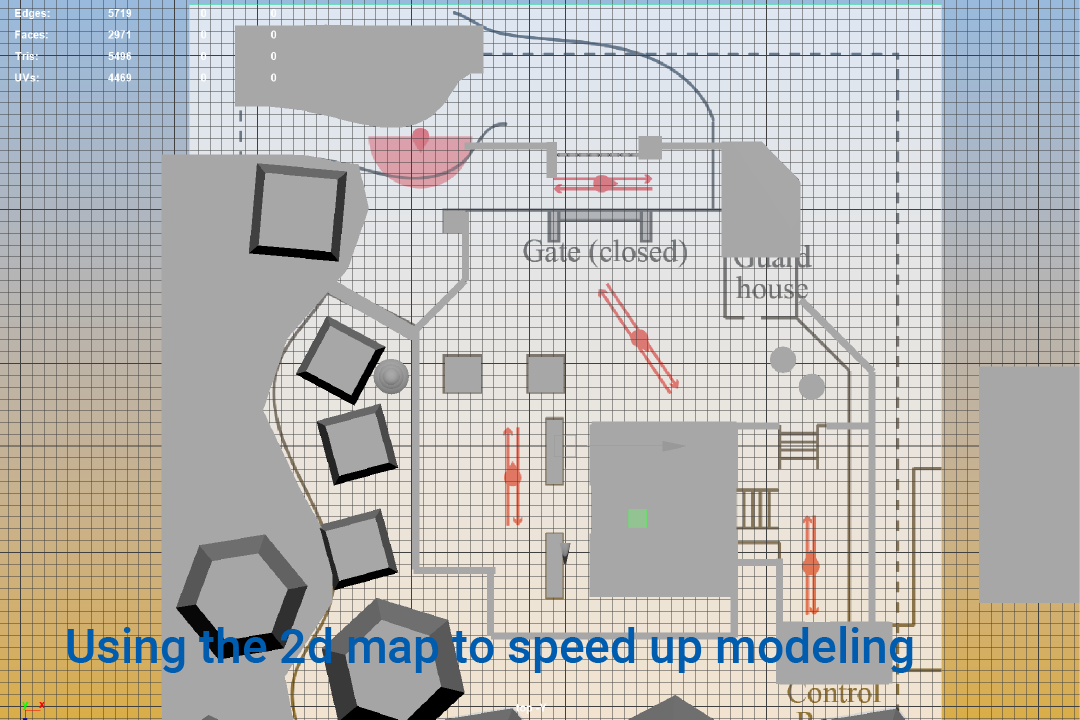 Edges: 5719 0 0
Faces: 2971 0 0
Tris: 5496 0 0
UVs: 4469 0 0
Gate (closed)
Guard
house
Using the 2d map to speed up modeling
Control
top -Y
x